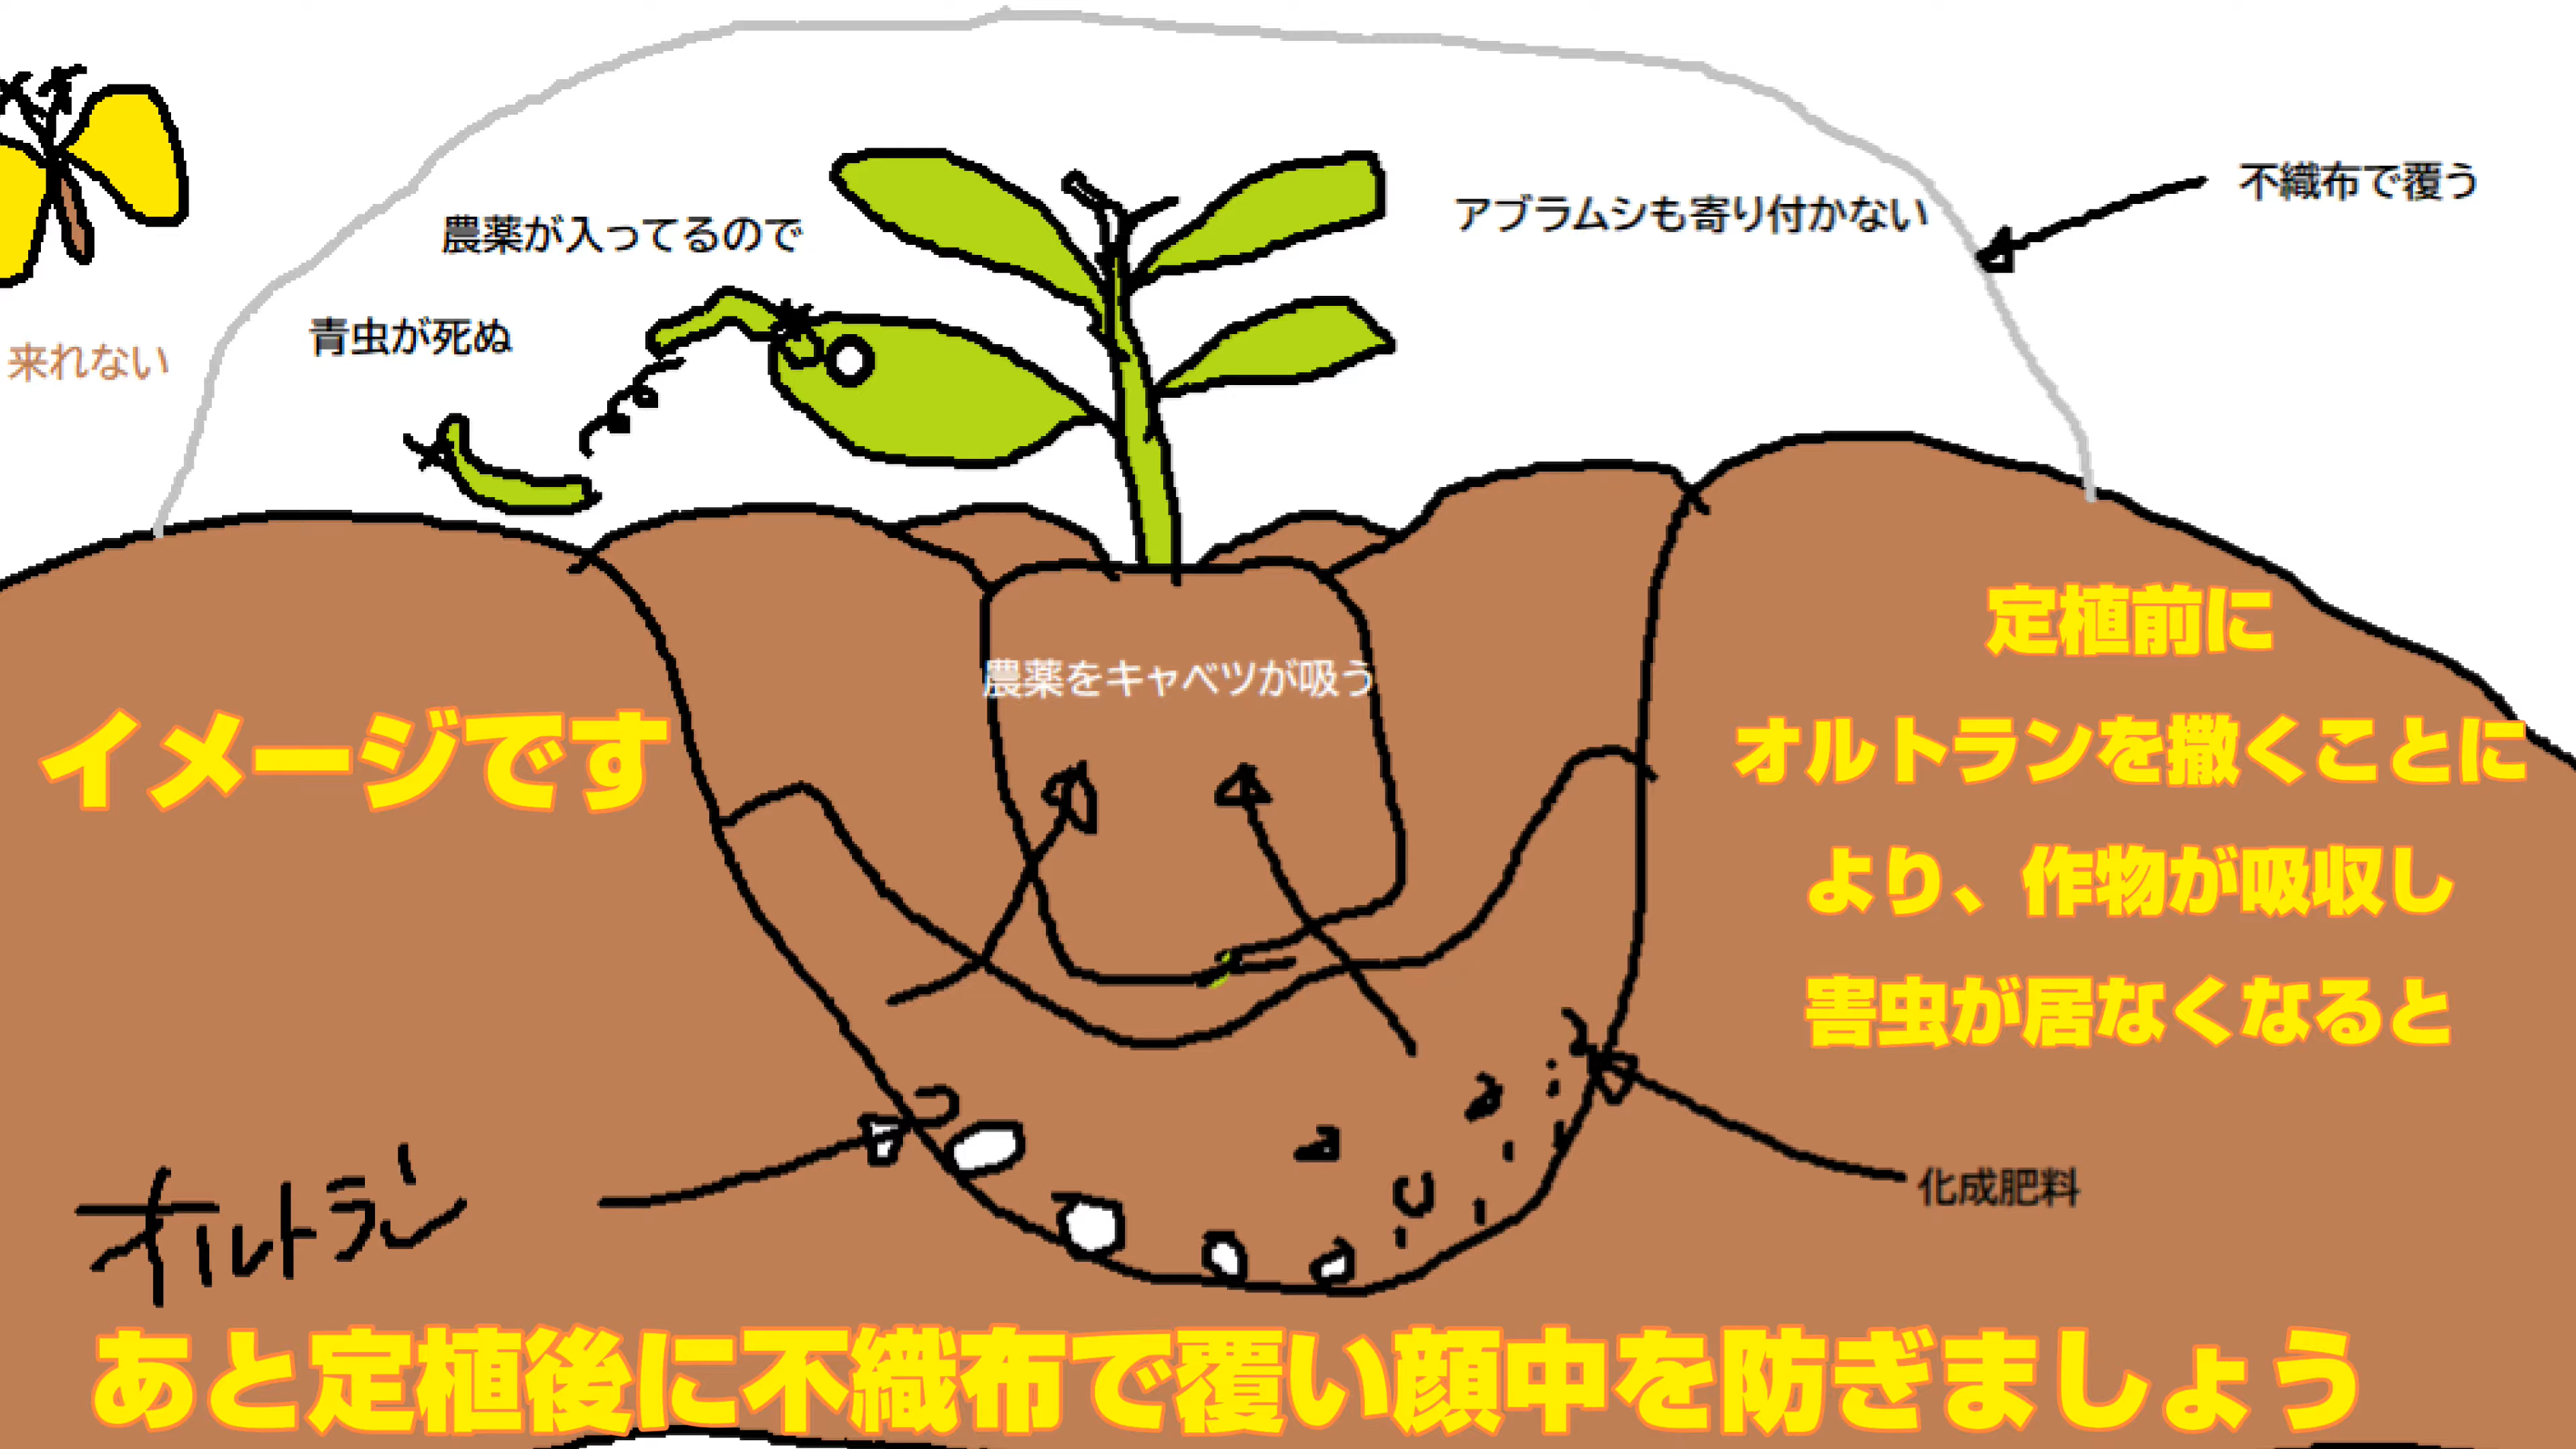 不織布で覆う
アブラムシも寄り付かない
農薬が入ってるので
青虫が死ぬ
来れない
農薬をキャベツが吸う
イメージです
定植前に
オルトランを撒くことに
より、作物が吸収し
害虫が居なくなると
オルトラン
化成肥料
あと定植後に不織布で覆い顔中を防ぎましょう